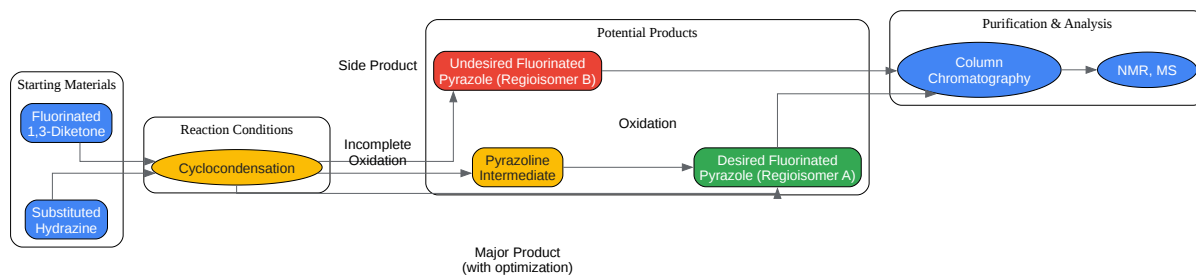 Starting Materials
Fluorinated
1,3-Diketone
Substituted
Hydrazine
Reaction Conditions
Cyclocondensation
Side Product
Incomplete
Oxidation
Major Product
(with optimization)
Potential Products
Undesired Fluorinated
Pyrazole (Regioisomer B)
Oxidation
Pyrazoline
Intermediate
Desired Fluorinated
Pyrazole (Regioisomer A)
Purification & Analysis
Column
Chromatography
NMR, MS